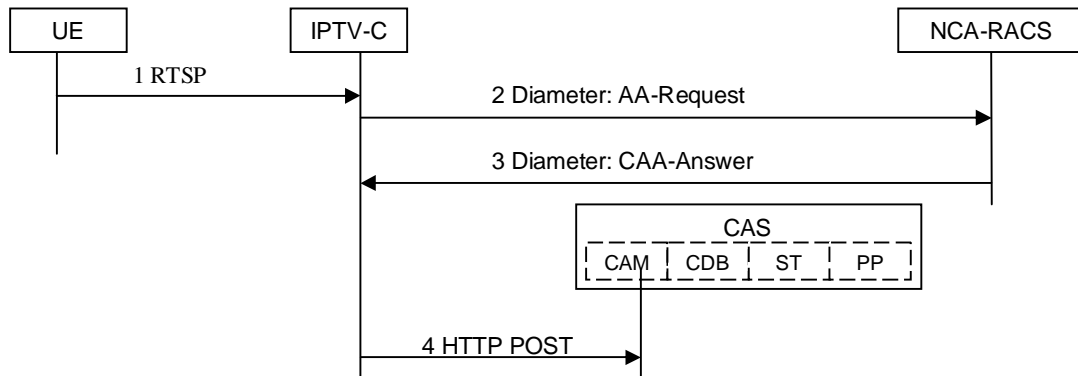 UE
IPTV-C
NCA-RACS
1 RTSP
2 Diameter: AA-Request
3 Diameter: CAA-Answer
CAS
CAM
CDB
ST
PP
4 HTTP POST